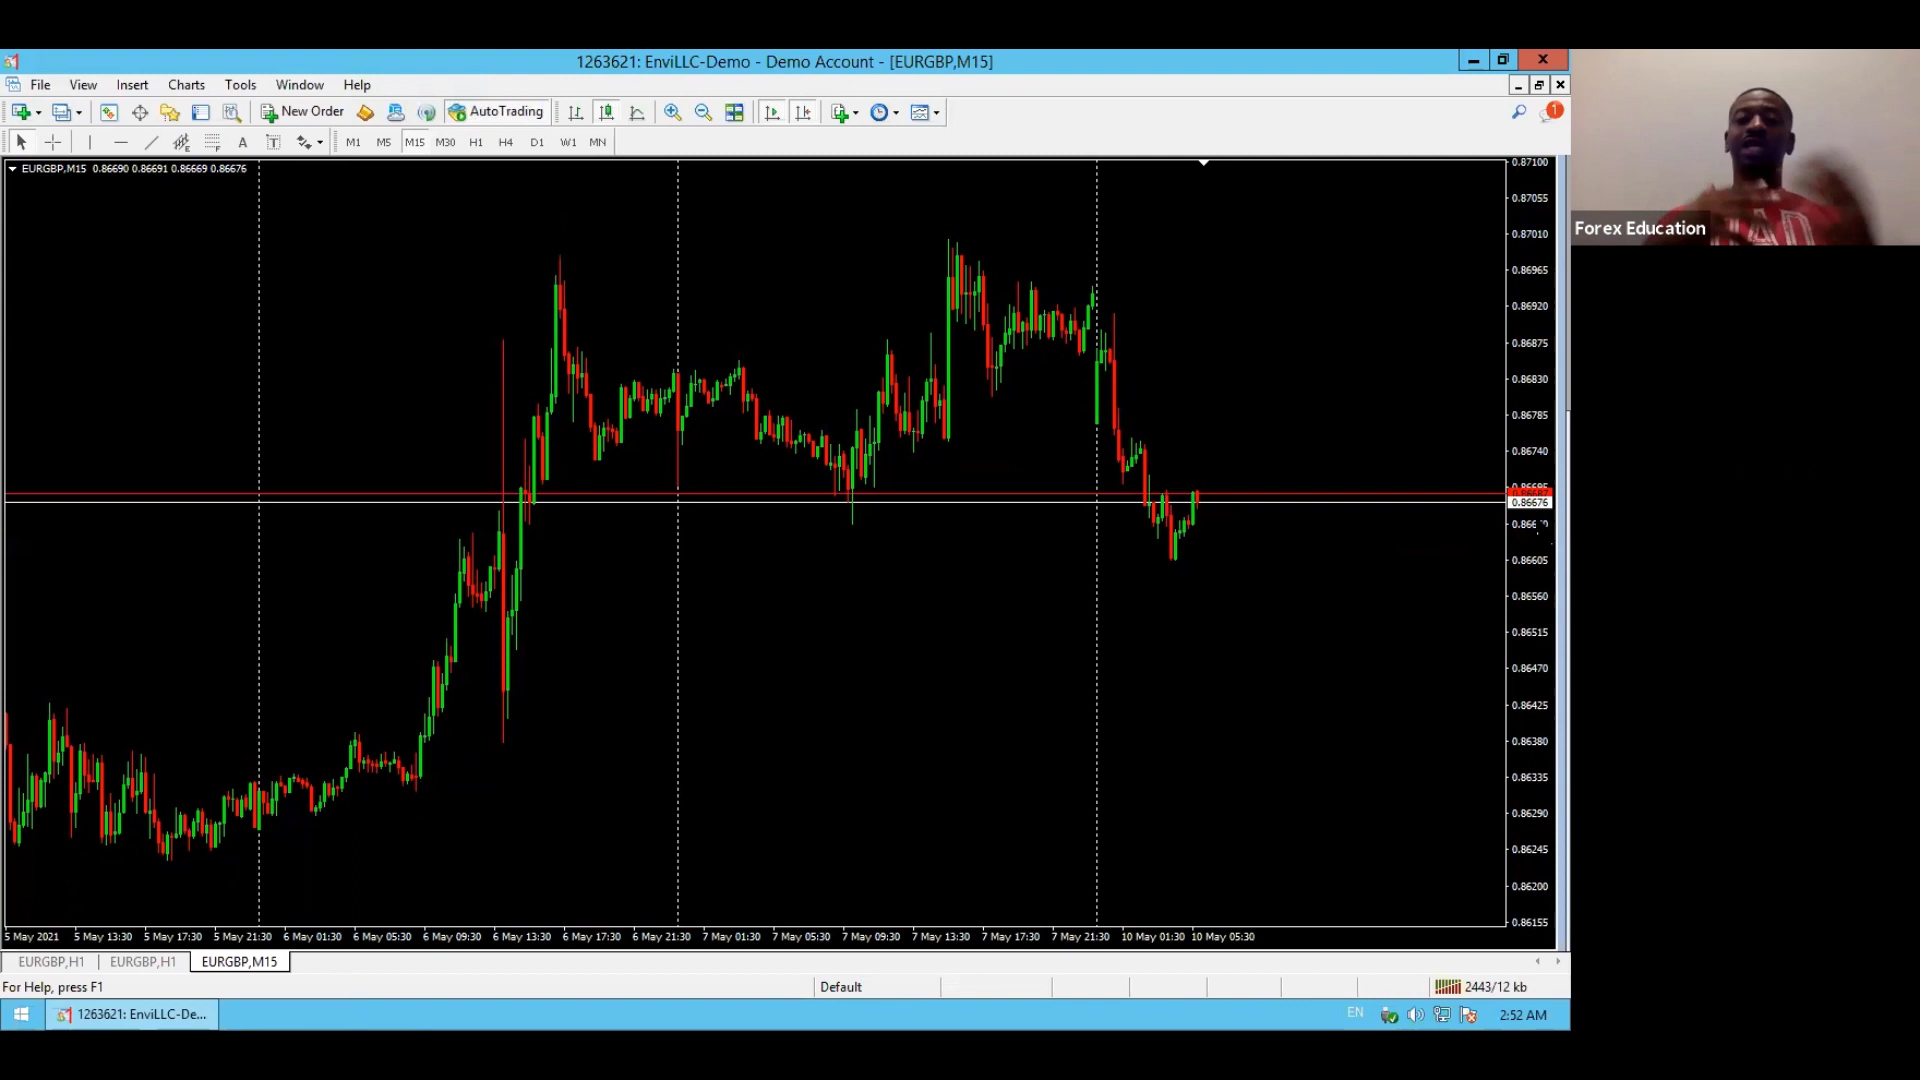 1263621: EnviLLC-Demo - Demo Account - [EURGBP,M15]
File View Insert Charts Tools Window Help
New Order AutoTrading 1
A T M1 M5 M15 M30 H1 H4 D1 W1 MN
EURGBP,M15 0.86690 0.86691 0.86669 0.86676
0.87100
0.87055
0.87010
0.86965
0.86920
0.86875
0.86830
0.86785
0.86740
0.86695
0.86687
0.86676
0.86605
0.86560
0.86515
0.86470
0.86425
0.86380
0.86335
0.86290
0.86245
0.86200
0.86155
5 May 2021 5 May 13:30 5 May 17:30 5 May 21:30 6 May 01:30 6 May 05:30 6 May 09:30 6 May 13:30 6 May 17:30 6 May 21:30 7 May 01:30 7 May 05:30 7 May 09:30 7 May 13:30 7 May 17:30 7 May 21:30 10 May 01:30 10 May 05:30
EURGBP,H1 EURGBP,H1 EURGBP,M15
For Help, press F1 Default 2443/12 kb
1263621: EnviLLC-De... EN 2:52 AM
Forex Education